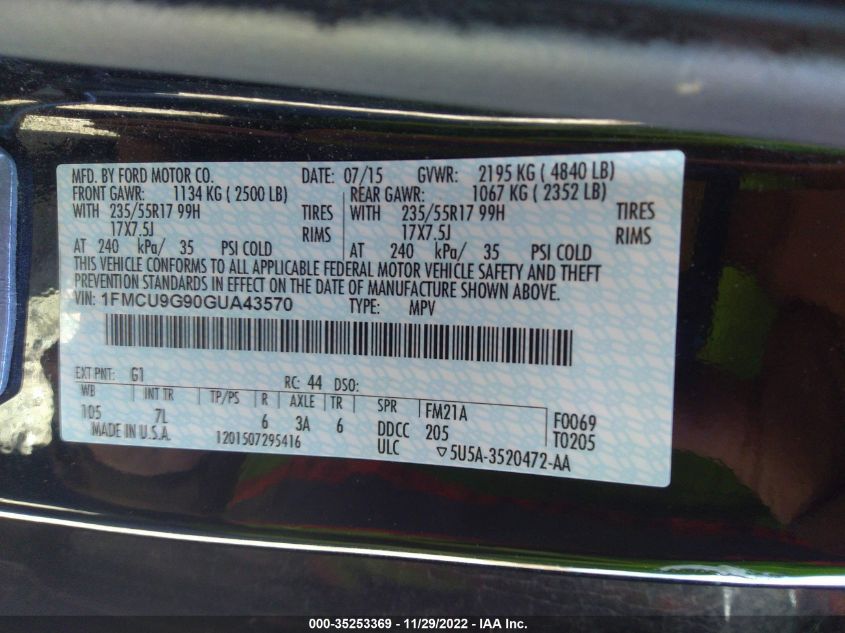 MFD. BY FORD MOTOR CO. DATE: 07/15 GVWR: 2195 KG ( 4840 LB)
FRONT GAWR: 1134 KG ( 2500 LB) REAR GAWR: 1067 KG ( 2352 LB)
WITH 235/55R17 99H TIRES WITH 235/55R17 99H TIRES
17X7.5J RIMS 17X7.5J RIMS
AT 240 kPa/ 35 PSI COLD AT 240 kPa/ 35 PSI COLD
THIS VEHICLE CONFORMS TO ALL APPLICABLE FEDERAL MOTOR VEHICLE SAFETY AND THEFT
PREVENTION STANDARDS IN EFFECT ON THE DATE OF MANUFACTURE SHOWN ABOVE.
VIN: 1FMCU9G90GUA43570 TYPE: MPV
EXT PNT: G1 RC: 44 DSO:
WB INT TR TP/PS R AXLE TR SPR FM21A F0069
105 7L 6 3A 6 DDCC 205 T0205
MADE IN U.S.A. 1201507295416 ULC ▽5U5A-3520472-AA
000-35253369 - 11/29/2022 - IAA Inc.